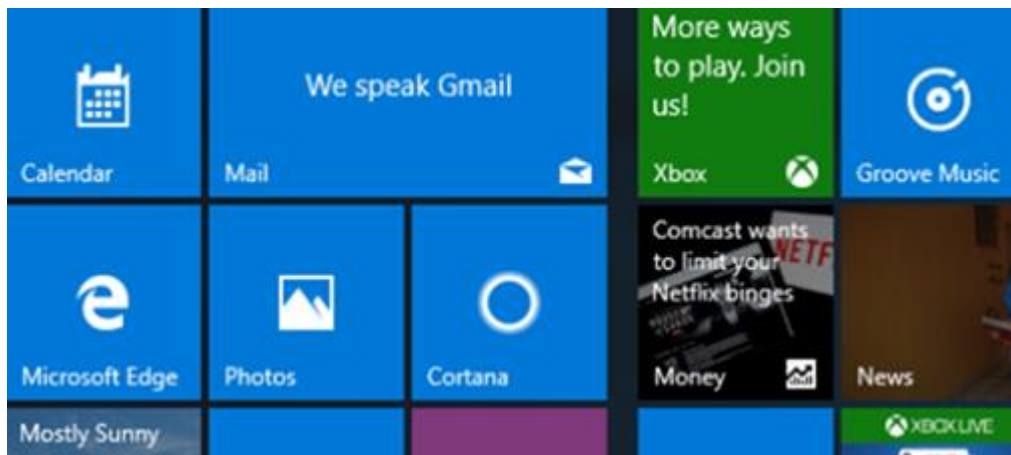 Calendar
We speak Gmail
Mail
More ways
to play. Join
us!
Xbox
Groove Music
Microsoft Edge
Photos
Cortana
Comcast wants
to limit your
Netflix binges
NETF
Money
News
Mostly Sunny
XBOX LIVE